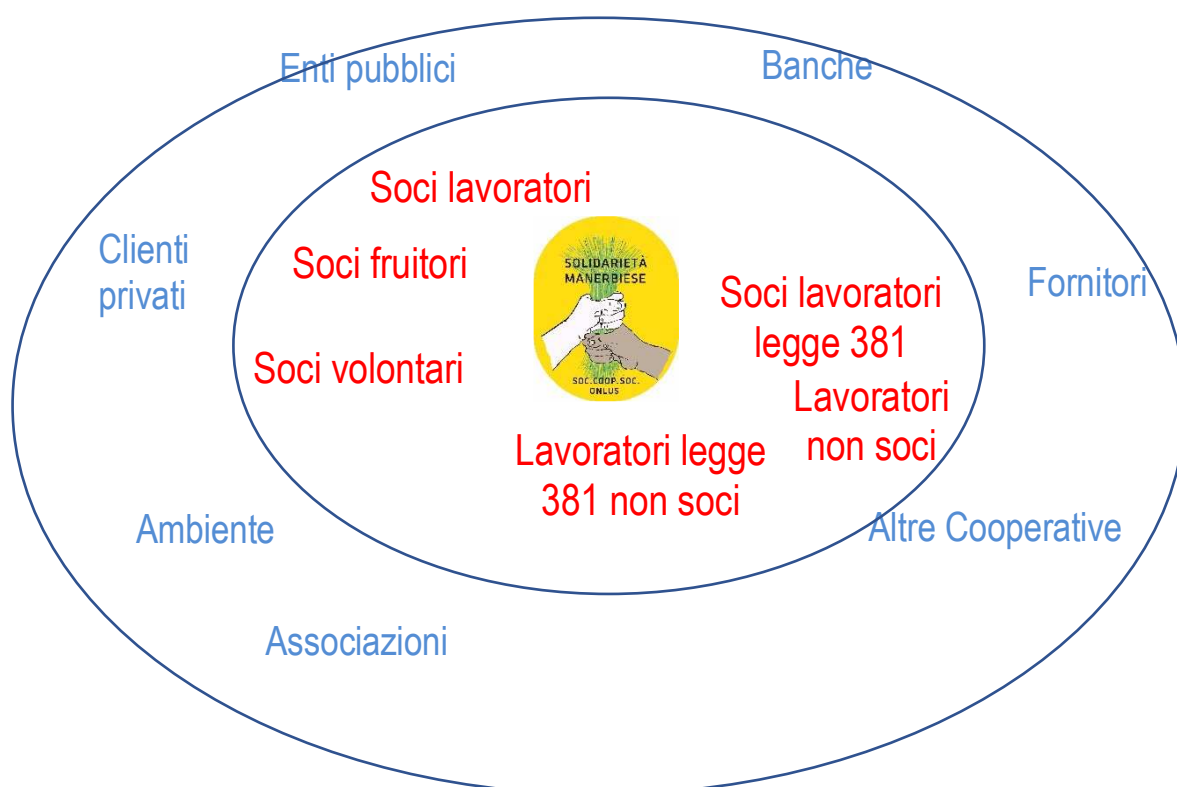 Enti pubblici
Banche
Soci lavoratori
Clienti
privati
Soci fruitori
SOLIDARIETÀ
MANERBIESE
SOC.COOP.SOC.
ONLUS
Soci lavoratori
legge 381
Fornitori
Soci volontari
Lavoratori
non soci
Lavoratori legge
381 non soci
Ambiente
Altre Cooperative
Associazioni